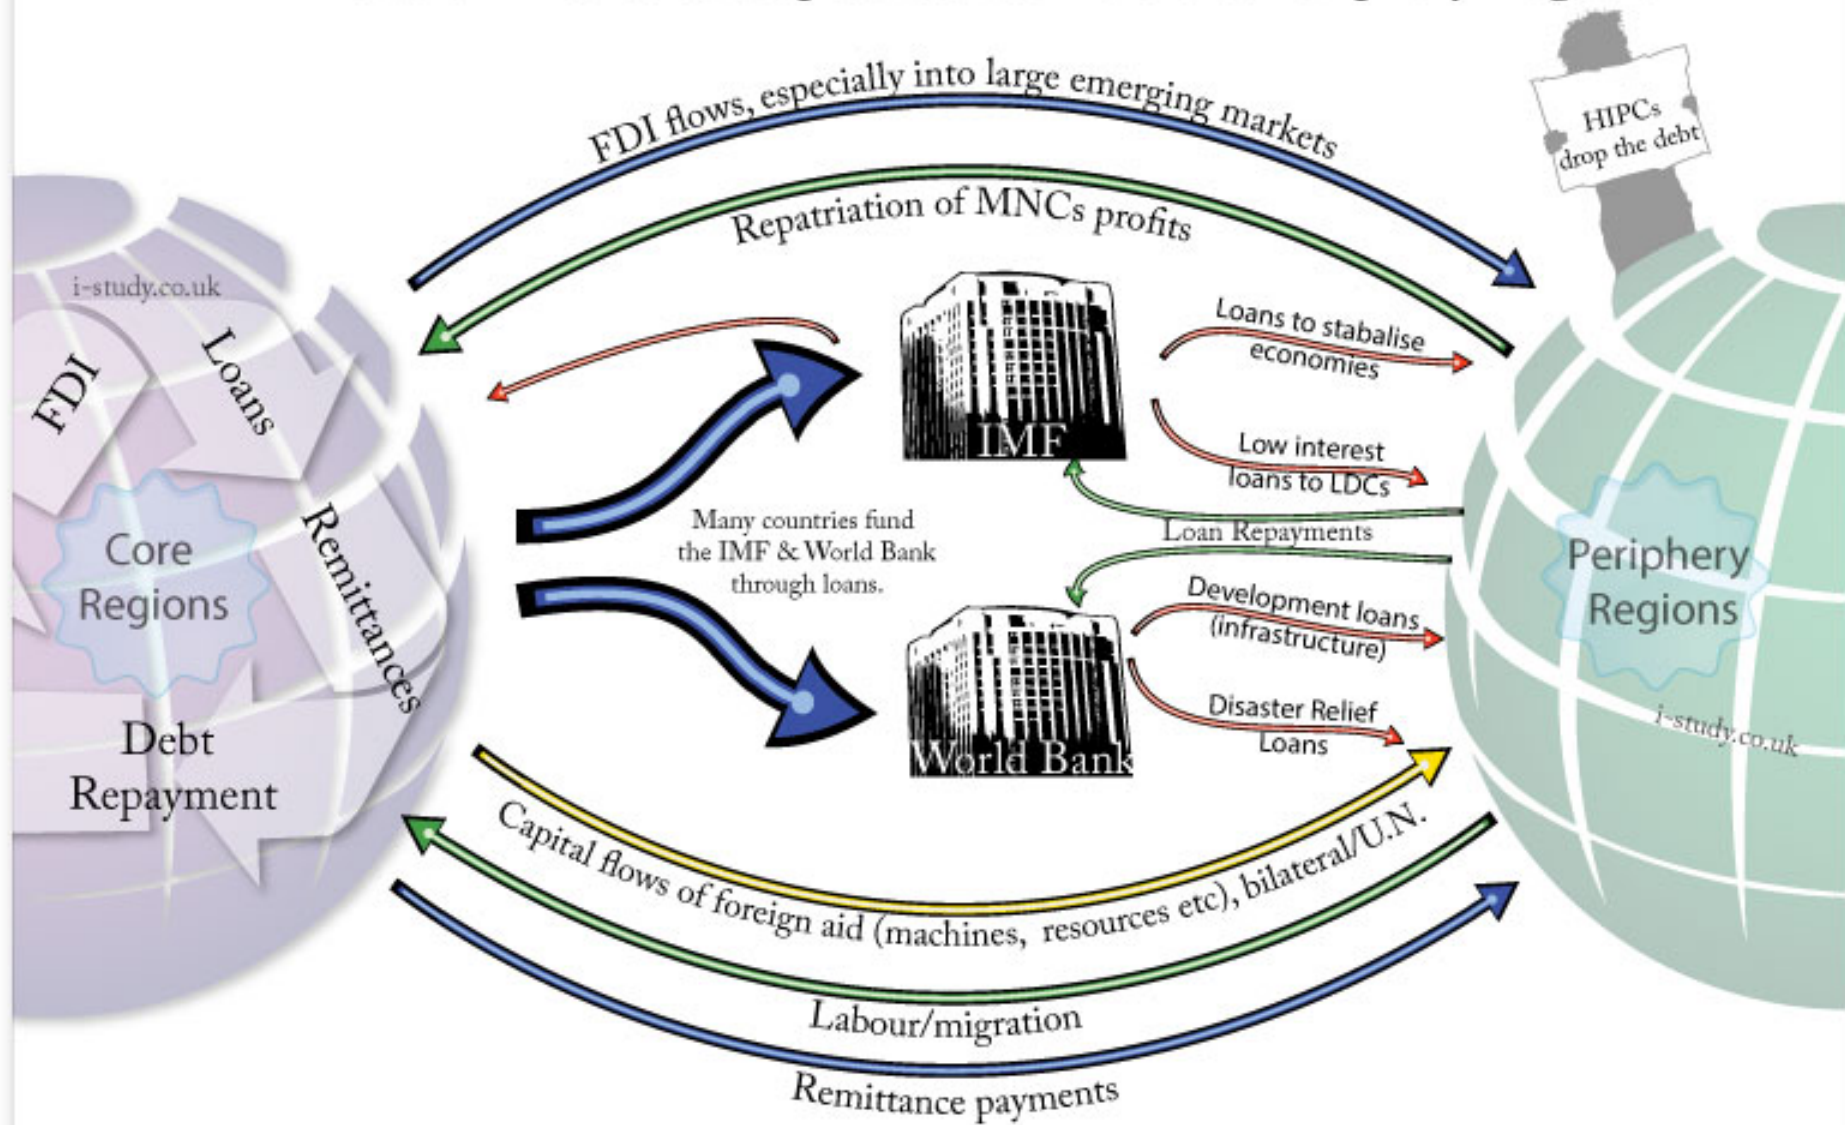 FDI flows, especially into large emerging markets
Repatriation of MNCs profits
HIPCs
drop the debt
i-study.co.uk
FDI
Loans
Remittances
Core
Regions
Debt
Repayment
IMF
Loans to stabalise
economies
Low interest
loans to LDCs
Many countries fund
the IMF & World Bank
through loans.
Loan Repayments
World Bank
Development loans
(infrastructure)
Disaster Relief
Loans
Periphery
Regions
i-study.co.uk
Capital flows of foreign aid (machines, resources etc), bilateral/U.N.
Labour/migration
Remittance payments